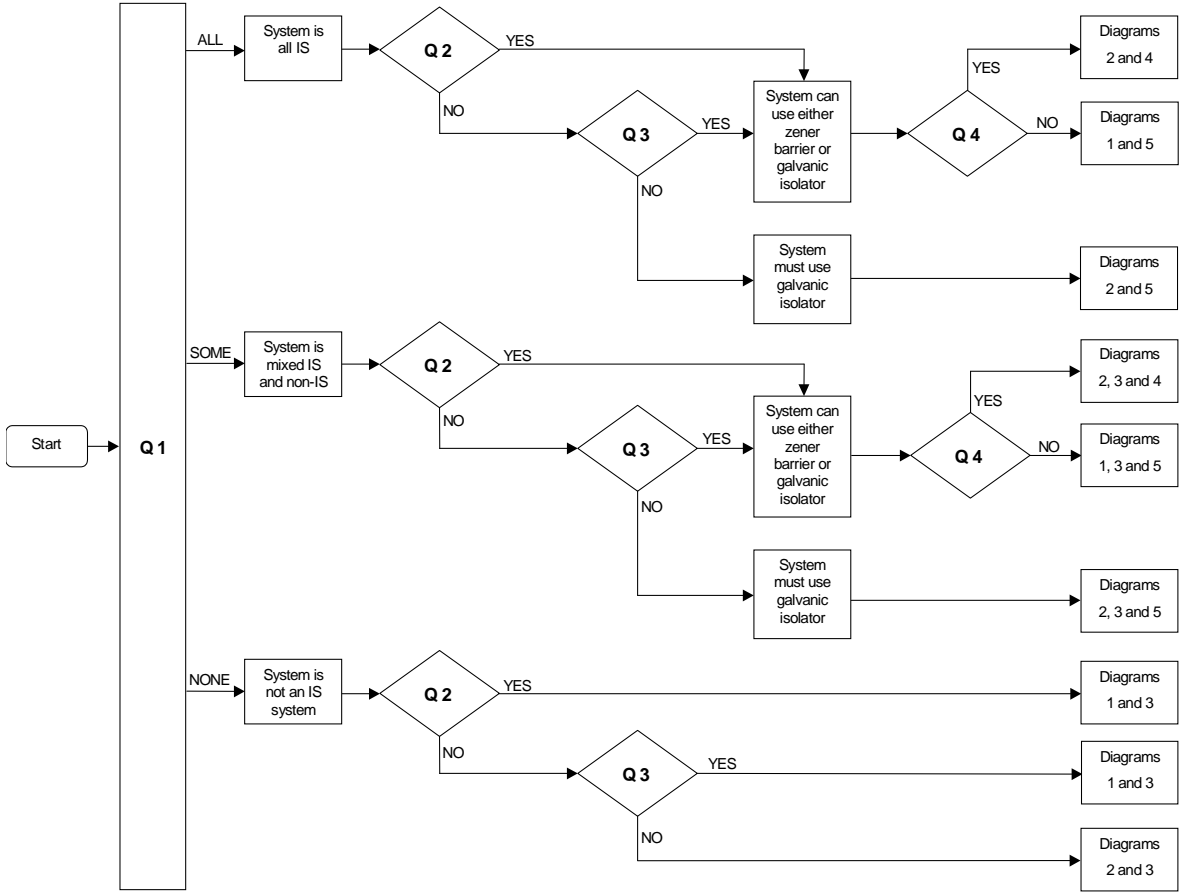 Start
Q 1
ALL
System is
all IS
Q 2
YES
NO
Q 3
YES
NO
System can
use either
zener
barrier or
galvanic
isolator
Q 4
YES
NO
Diagrams
2 and 4
Diagrams
1 and 5
System
must use
galvanic
isolator
Diagrams
2 and 5
SOME
System is
mixed IS
and non-IS
Q 2
YES
NO
Q 3
YES
NO
System can
use either
zener
barrier or
galvanic
isolator
Q 4
YES
NO
Diagrams
2, 3 and 4
Diagrams
1, 3 and 5
System
must use
galvanic
isolator
Diagrams
2, 3 and 5
NONE
System is
not an IS
system
Q 2
YES
NO
Diagrams
1 and 3
Q 3
YES
NO
Diagrams
1 and 3
Diagrams
2 and 3